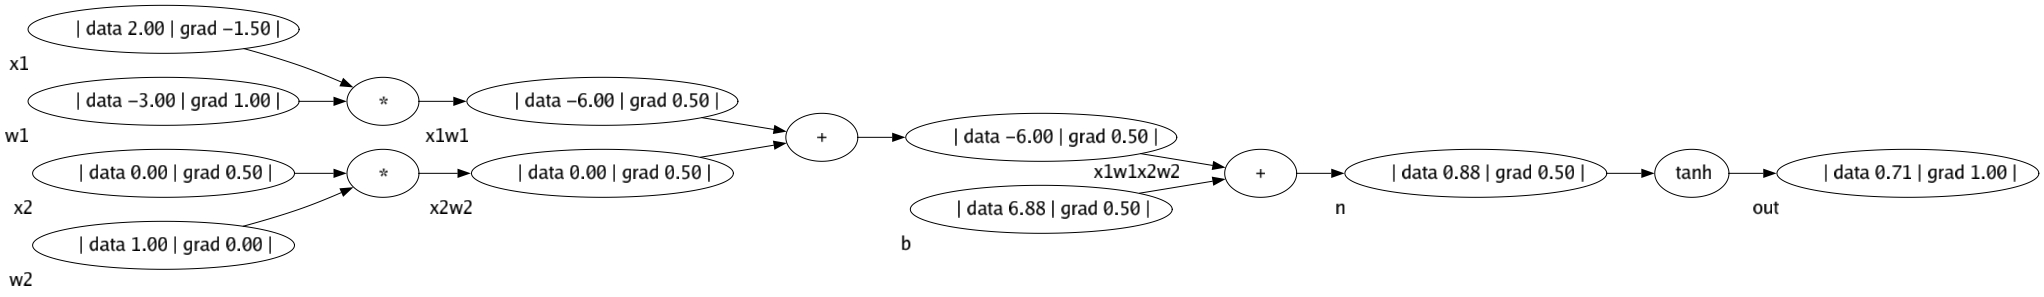 | data 2.00 | grad −1.50 |
x1
| data −3.00 | grad 1.00 |
w1
*
| data −6.00 | grad 0.50 |
x1w1
| data 0.00 | grad 0.50 |
x2
*
| data 0.00 | grad 0.50 |
x2w2
| data 1.00 | grad 0.00 |
w2
+
| data −6.00 | grad 0.50 |
x1w1x2w2
| data 6.88 | grad 0.50 |
b
+
| data 0.88 | grad 0.50 |
n
tanh
| data 0.71 | grad 1.00 |
out